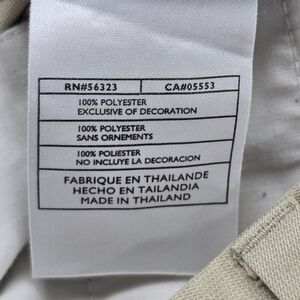 RN#56323 CA#05553
100% POLYESTER
EXCLUSIVE OF DECORATION
100% POLYESTER
SANS ORNEMENTS
100% POLIESTER
NO INCLUYE LA DECORACION
FABRIQUE EN THAILANDE
HECHO EN TAILANDIA
MADE IN THAILAND